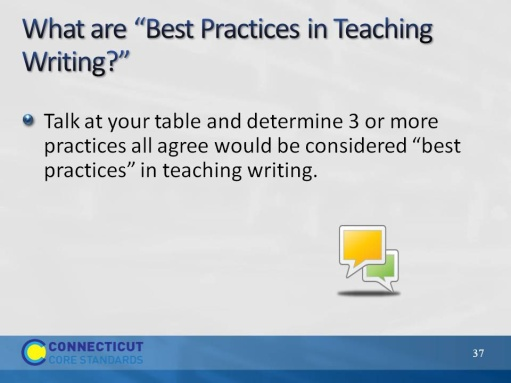 What are “Best Practices in Teaching
Writing?”
Talk at your table and determine 3 or more
practices all agree would be considered “best
practices” in teaching writing.
CONNECTICUT
CORE STANDARDS
37